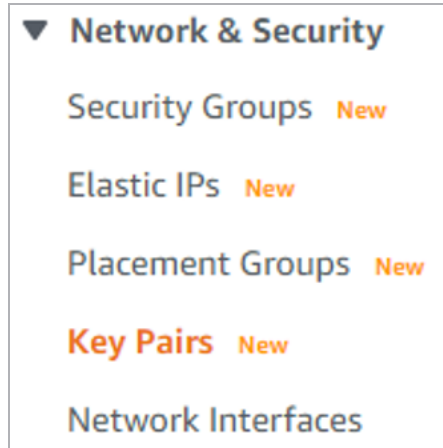 Network & Security
Security Groups New
Elastic IPs New
Placement Groups New
Key Pairs New
Network Interfaces